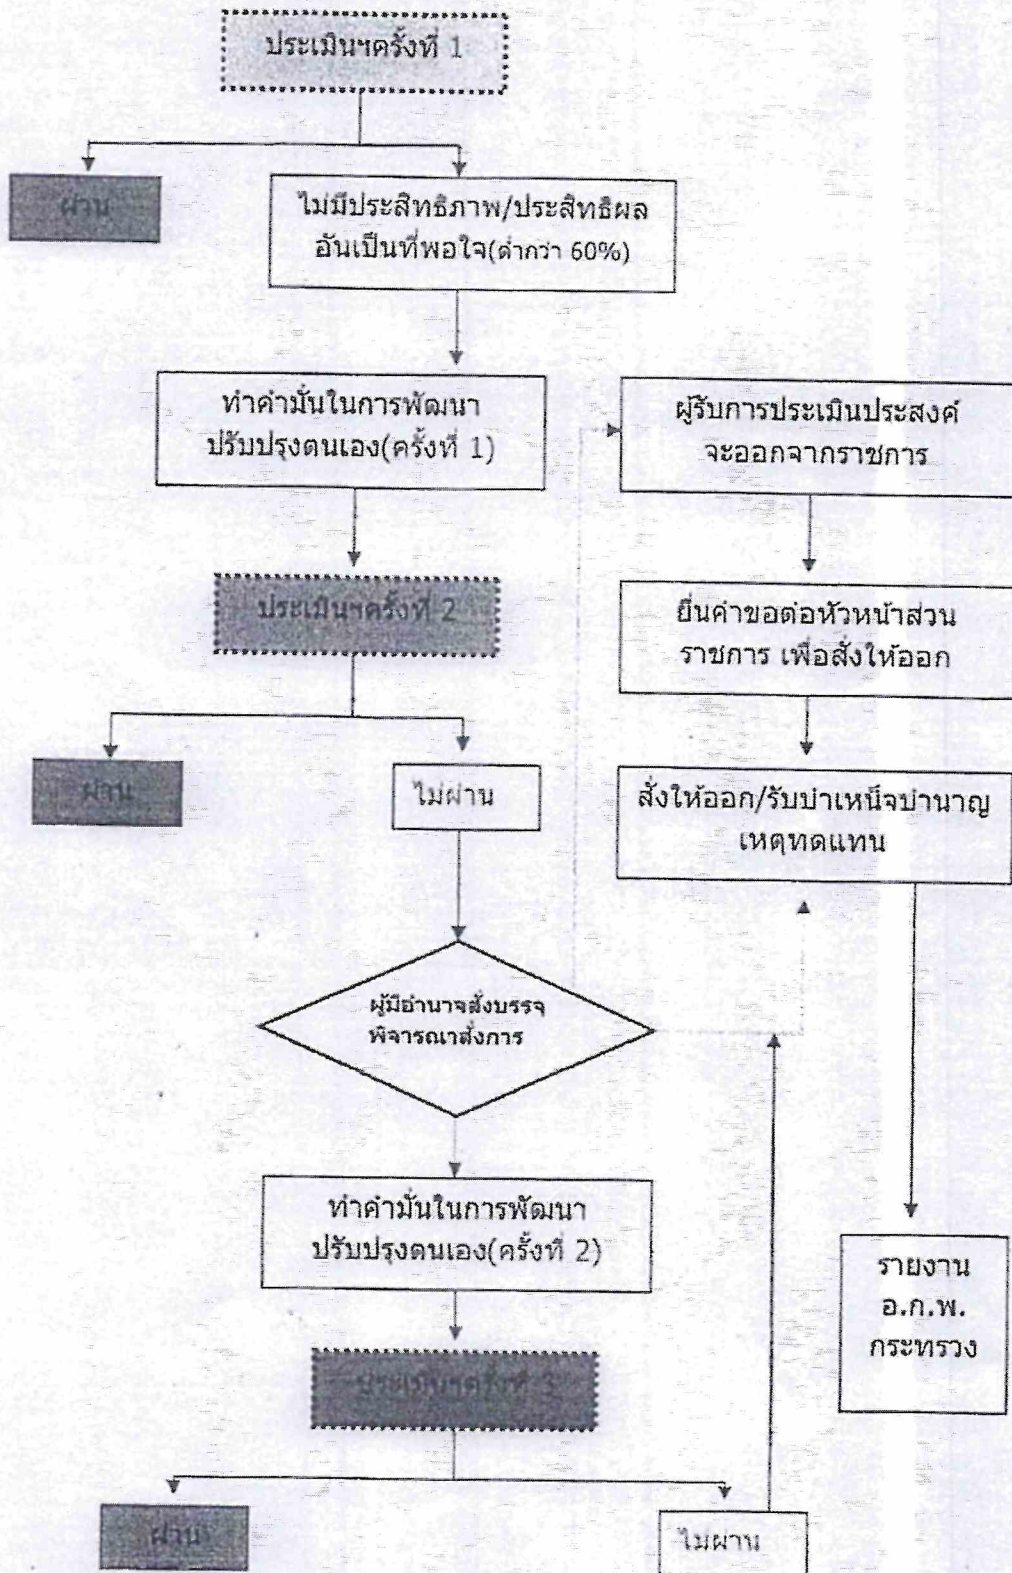 ประเมินฯครั้งที่ 1
ผ่าน
ไม่มีประสิทธิภาพ/ประสิทธิผล
อันเป็นที่พอใจ(ต่ำกว่า 60%)
ทำคำมั่นในการพัฒนา
ปรับปรุงตนเอง(ครั้งที่ 1)
ผู้รับการประเมินประสงค์
จะออกจากราชการ
ประเมินฯครั้งที่ 2
ยื่นคำขอต่อหัวหน้าส่วน
ราชการ เพื่อสั่งให้ออก
ผ่าน
ไม่ผ่าน
สั่งให้ออก/รับบำเหน็จบำนาญ
เหตุทดแทน
ผู้มีอำนาจสั่งบรรจุ
พิจารณาสั่งการ
ทำคำมั่นในการพัฒนา
ปรับปรุงตนเอง(ครั้งที่ 2)
รายงาน
อ.ก.พ.
กระทรวง
ประเมินฯครั้งที่ 3
ผ่าน
ไม่ผ่าน